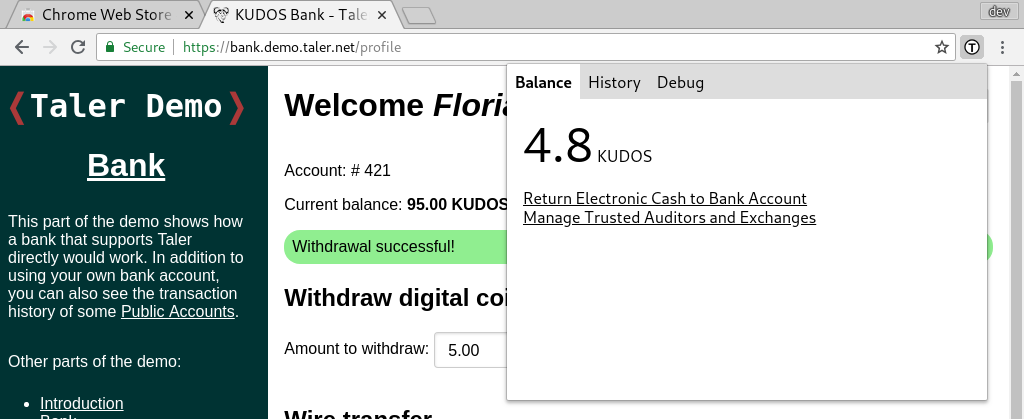 Chrome Web Store
KUDOS Bank - Tale
dev
Secure
https://bank.demo.taler.net/profile
T
❬Taler Demo❭
Bank
This part of the demo shows how
a bank that supports Taler
directly would work. In addition to
using your own bank account,
you can also see the transaction
history of some Public Accounts.
Other parts of the demo:
Introduction
Welcome Floria
Account: # 421
Current balance: 95.00 KUDOS
Withdrawal successful!
Withdraw digital coi
Amount to withdraw: 5.00
Wire transfer
Balance History Debug
4.8 KUDOS
Return Electronic Cash to Bank Account
Manage Trusted Auditors and Exchanges